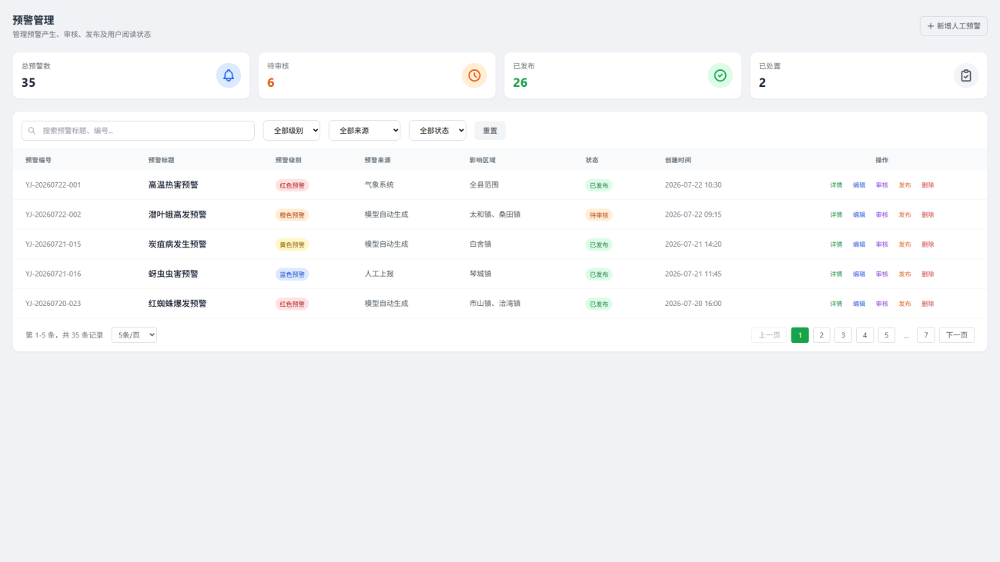 预警管理
管理预警产生、审核、发布及用户阅读状态
新增人工预警
总预警数
35
待审核
6
已发布
26
已处置
2
搜索预警标题、编号...
全部级别 全部来源 全部状态 重置
预警编号 预警标题 预警级别 预警来源 影响区域 状态 创建时间 操作
YJ-20260722-001 高温热害预警 红色预警 气象系统 全县范围 已发布 2026-07-22 10:30 详情 编辑 审核 发布 删除
YJ-20260722-002 潜叶蛾高发预警 橙色预警 模型自动生成 太和镇、桑田镇 待审核 2026-07-22 09:15 详情 编辑 审核 发布 删除
YJ-20260721-015 炭疽病发生预警 黄色预警 模型自动生成 白舍镇 已发布 2026-07-21 14:20 详情 编辑 审核 发布 删除
YJ-20260721-016 蚜虫虫害预警 蓝色预警 人工上报 琴城镇 已发布 2026-07-21 11:45 详情 编辑 审核 发布 删除
YJ-20260720-023 红蜘蛛爆发预警 红色预警 模型自动生成 市山镇、洽湾镇 已发布 2026-07-20 16:00 详情 编辑 审核 发布 删除
第 1-5 条，共 35 条记录 5条/页 上一页 1 2 3 4 5 ... 7 下一页